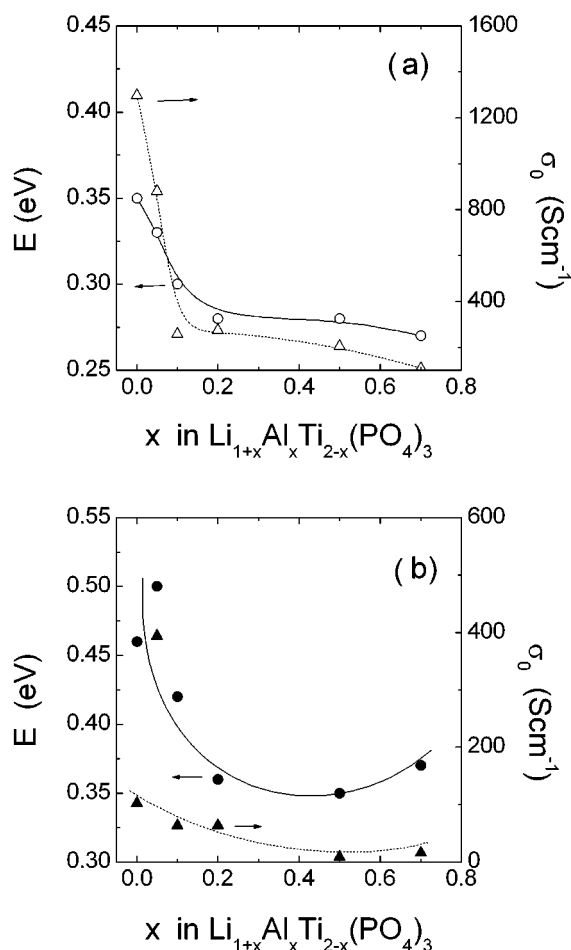 (a)
0.45
0.40
0.35
0.30
0.25
E (eV)
1600
1200
800
400
σ₀ (Scm⁻¹)
0.0 0.2 0.4 0.6 0.8
x in Li₁₊ₓAlₓTi₂₋ₓ(PO₄)₃
(b)
0.55
0.50
0.45
0.40
0.35
0.30
E (eV)
600
400
200
0
σ₀ (Scm⁻¹)
0.0 0.2 0.4 0.6 0.8
x in Li₁₊ₓAlₓTi₂₋ₓ(PO₄)₃